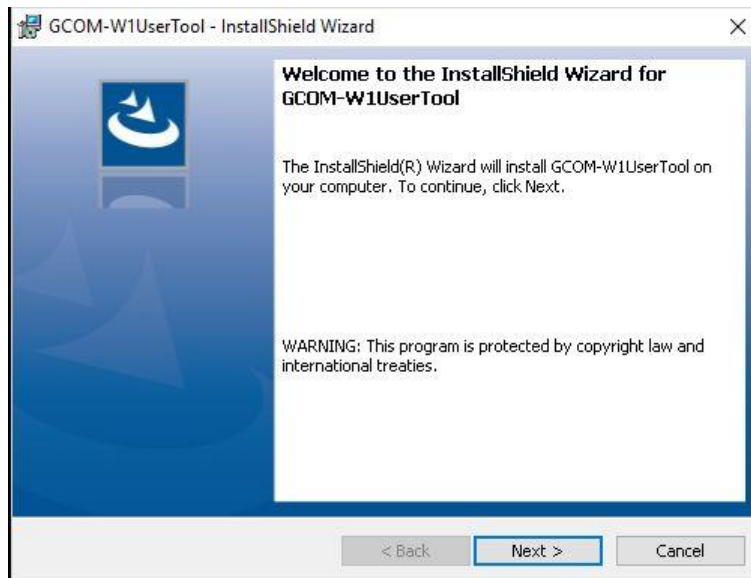 GCOM-W1UserTool - InstallShield Wizard
Welcome to the InstallShield Wizard for
GCOM-W1UserTool
The InstallShield(R) Wizard will install GCOM-W1UserTool on
your computer. To continue, click Next.
WARNING: This program is protected by copyright law and
international treaties.
< Back Next > Cancel